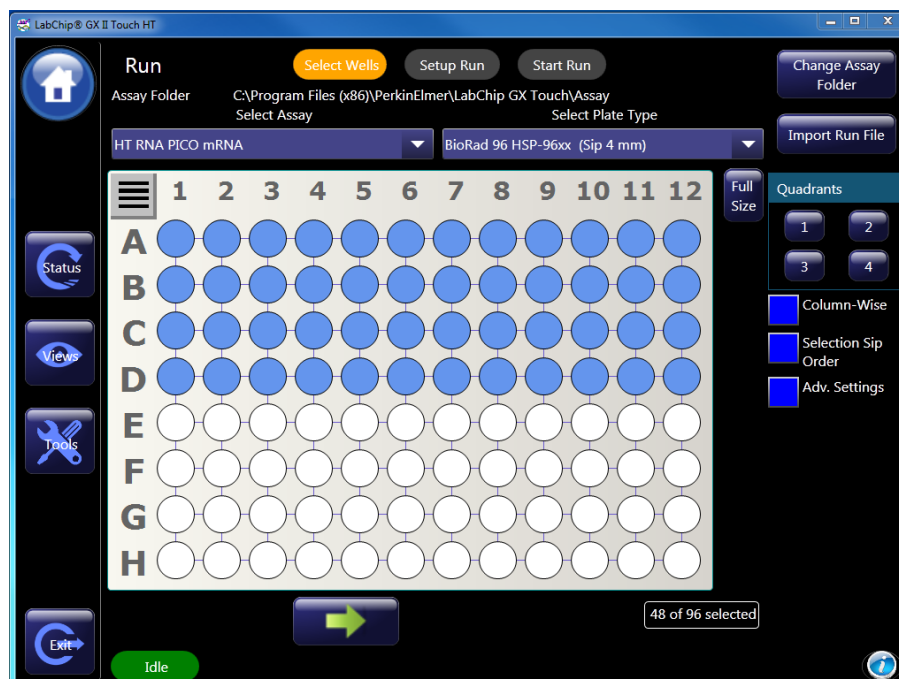 LabChip® GX II Touch HT
Run
Select Wells
Setup Run
Start Run
Change Assay
Folder
Assay Folder
C:\Program Files (x86)\PerkinElmer\LabChip GX Touch\Assay
Select Assay
Select Plate Type
Import Run File
HT RNA PICO mRNA
BioRad 96 HSP-96xx (Sip 4 mm)
Full
Size
Quadrants
1 2 3 4 5 6 7 8 9 10 11 12
A
B
C
D
E
F
G
H
1 2
3 4
Column-Wise
Selection Sip
Order
Adv. Settings
Status
Views
Tools
Exit
48 of 96 selected
Idle
i